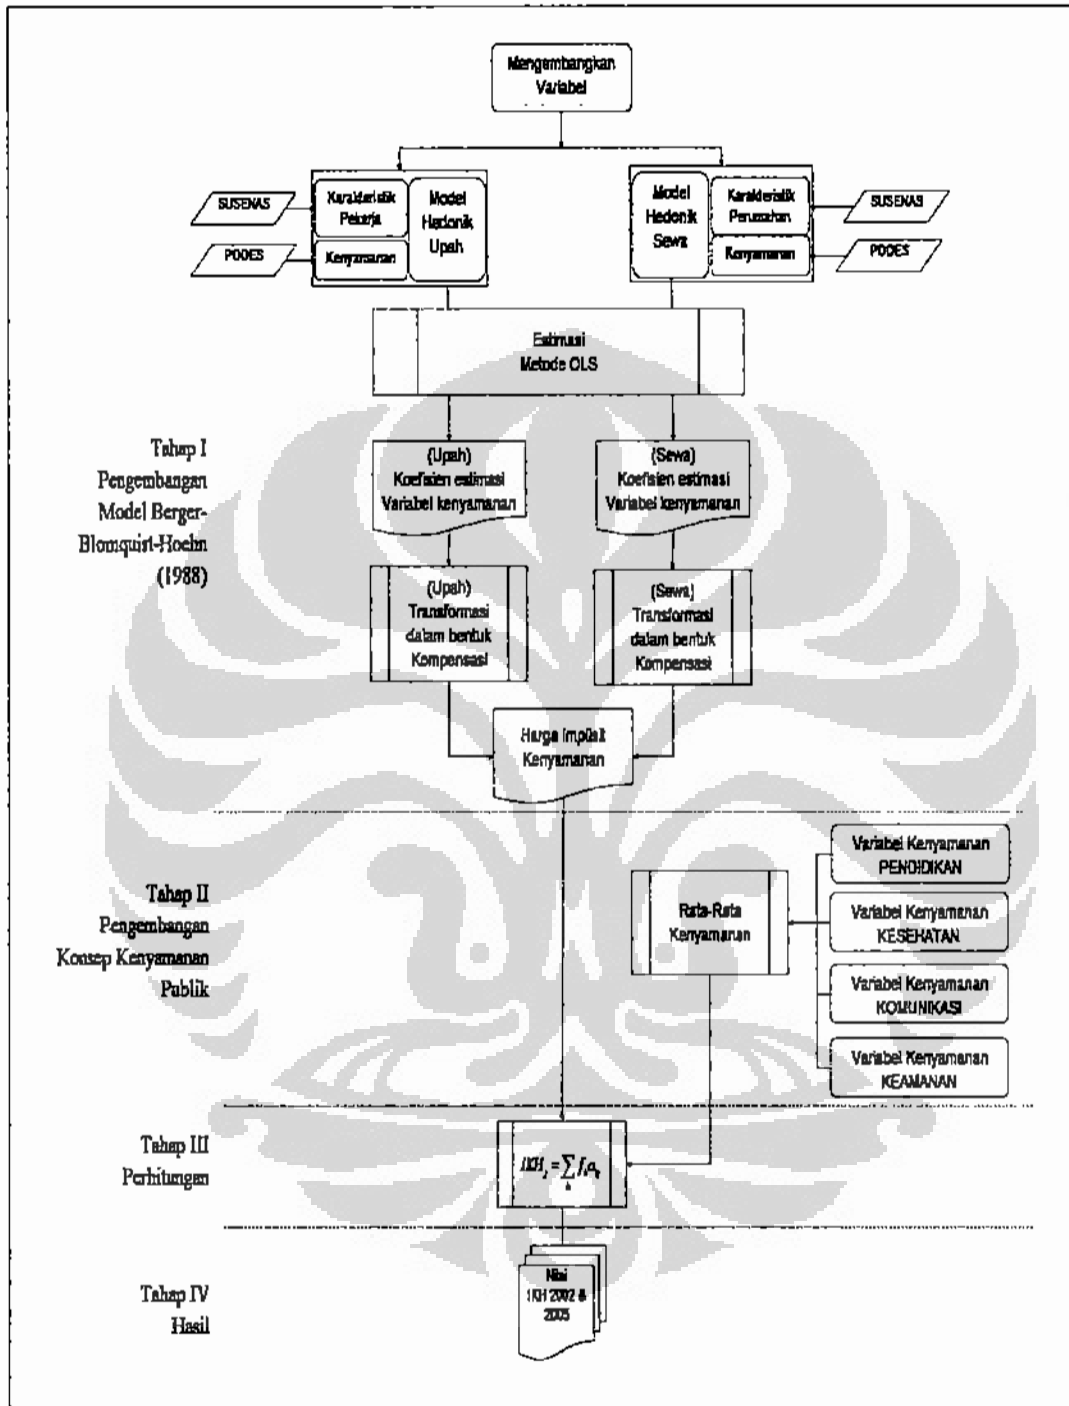 Mengembangkan
Variabel
SUSENAS
PODES
Karakteristik
Pekerja
Kenyamanan
Model
Hedonik
Upah
Model
Hedonik
Sewa
Karakteristik
Perumahan
Kenyamanan
SUSENAS
PODES
Estimasi
Metode OLS
Tahap I
Pengembangan
Model Berger-
Blomquist-Hoehn
(1988)
(Upah)
Koefisien estimasi
Variabel kenyamanan
(Sewa)
Koefisien estimasi
Variabel kenyamanan
(Upah)
Transformasi
dalam bentuk
Kompensasi
(Sewa)
Transformasi
dalam bentuk
Kompensasi
Harga Implisit
Kenyamanan
Tahap II
Pengembangan
Konsep Kenyamanan
Publik
Rata-Rata
Kenyamanan
Variabel Kenyamanan
PENDIDIKAN
Variabel Kenyamanan
KESEHATAN
Variabel Kenyamanan
KOMUNIKASI
Variabel Kenyamanan
KEAMANAN
Tahap III
Perhitungan
Tahap IV
Hasil
Nilai
IKH 2002 &
2005